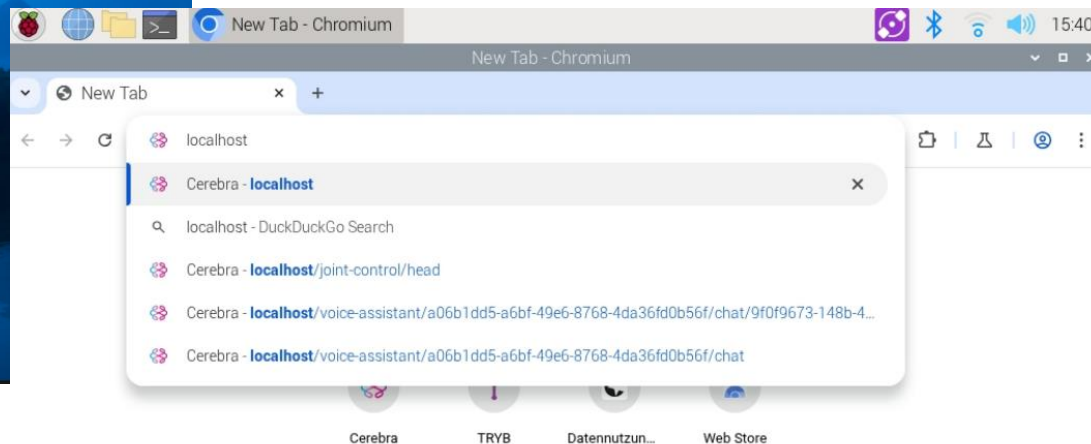 New Tab - Chromium
15:40
New Tab - Chromium
New Tab
localhost
Cerebra - localhost
localhost - DuckDuckGo Search
Cerebra - localhost/joint-control/head
Cerebra - localhost/voice-assistant/a06b1dd5-a6bf-49e6-8768-4da36fd0b56f/chat/9f0f9673-148b-4...
Cerebra - localhost/voice-assistant/a06b1dd5-a6bf-49e6-8768-4da36fd0b56f/chat
Cerebra TRYB Datennutzun... Web Store